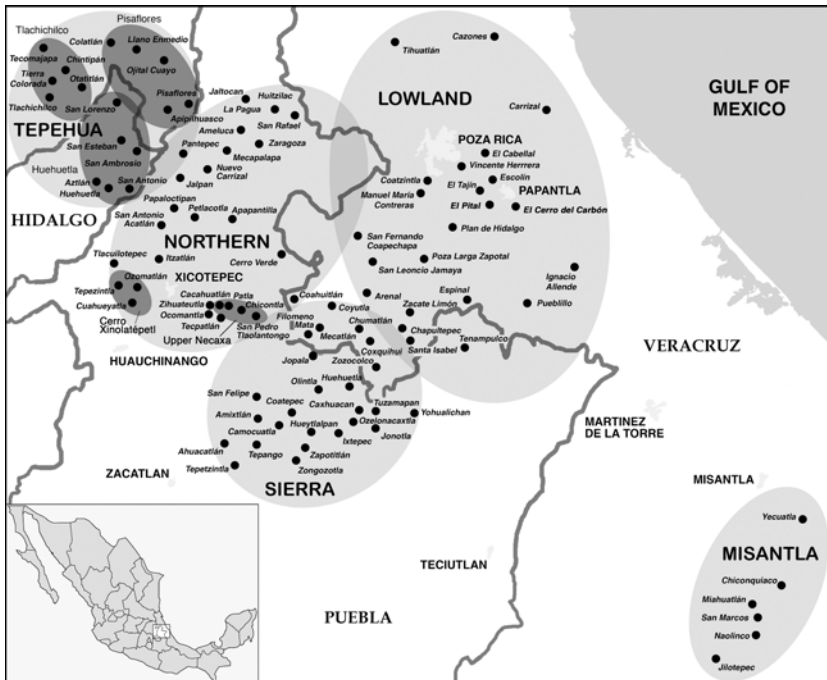 Tlachichilco
Pisaflores
Colatlán
Llano Enmedio
Tecomajapa
Chintipán
Ojital Cuayo
Tierra
Colorada
Otatitlán
Tlachichilco
San Lorenzo
Pisaflores
Apipilhuasco
TEPEHUA
San Esteban
San Ambrosio
Huehuetla
Aztlán
San Antonio
Huehuetla
HIDALGO
Jaltocan
Huitzilac
La Pagua
San Rafael
Ameluca
Zaragoza
Pantepec
Mecapalapa
Nuevo
Carrizal
Jalpan
Papaloctipan
San Antonio
Acatlán
Petlacotla
Apapantilla
NORTHERN
Tlacuilotepec
Itzatlán
Cerro Verde
Ozomatlán
XICOTEPEC
Tepezintla
Cuahueyatla
Cerro
Xinolatépetl
Cacahuatlán
Patla
Zihuateutla
Chicontla
Ocomantla
Tecpatlán
San Pedro
Tlaolantongo
Upper Necaxa
HUAUCHINANGO
Cazones
Tihuatlán
LOWLAND
Carrizal
GULF OF
MEXICO
POZA RICA
El Cabellal
Vincente Herrrera
Coatzintla
Escolín
El Tajín
PAPANTLA
Manuel Maria
Contreras
El Pital
El Cerro del Carbón
Plan de Hidalgo
San Fernando
Coapechapa
Poza Larga Zapotal
San Leoncio Jamaya
Ignacio
Allende
Arenal
Espinal
Zacate Limón
Pueblillo
Coahuitlán
Coyutla
Filomeno
Mata
Chumatlán
Mecatlán
Chapultepec
Coxquihui
Santa Isabel
Tenampulco
Jopala
Zozocolco
VERACRUZ
Olintla
Huehuetla
San Felipe
Coatepec
Caxhuacan
Tuzamapan
Yohualichan
Amixtlán
Ozelonacaxtla
Camocuatla
Hueytlalpan
Jonotla
Ixtepec
Ahuacatlán
Tepango
Zapotitlán
Tepetzintla
Zongozotla
SIERRA
ZACATLAN
MARTINEZ
DE LA TORRE
MISANTLA
Yecuatla
MISANTLA
TECIUTLAN
Chiconquiaco
Miahuatlán
San Marcos
Naolinco
Jilotepec
PUEBLA